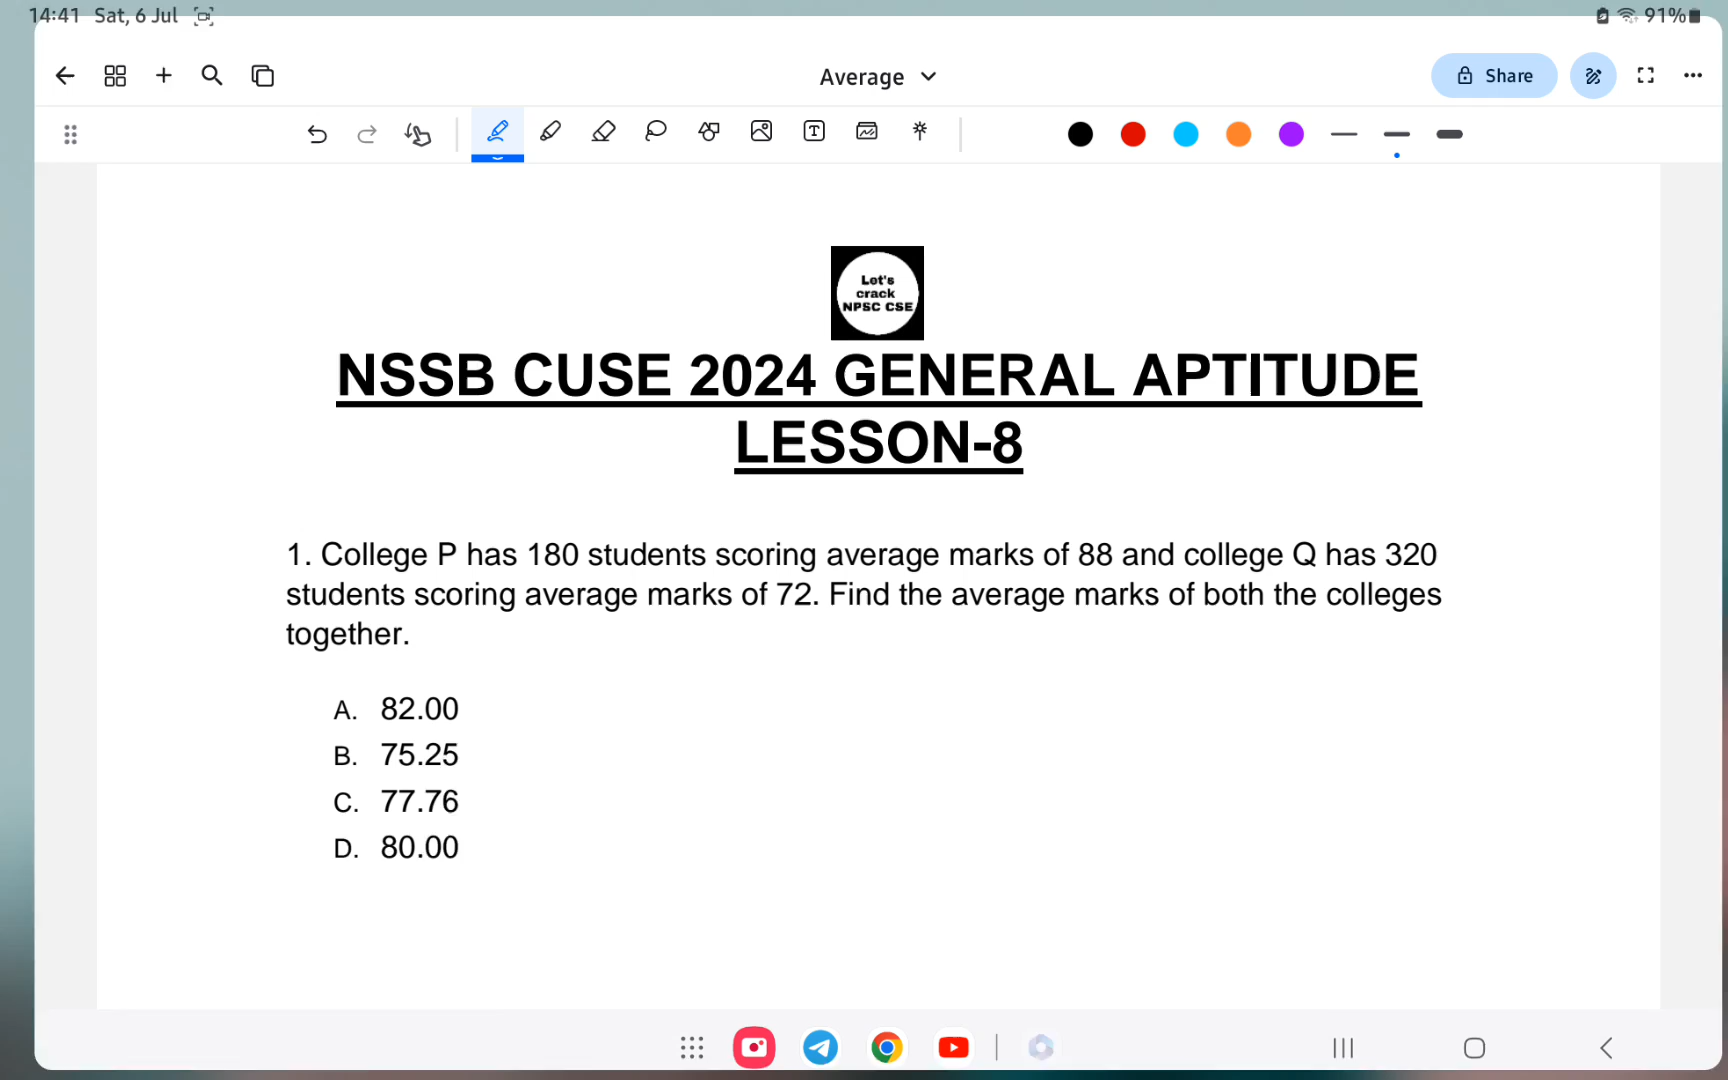 14:41 Sat, 6 Jul
91%
Average
Share
Let's
crack
NPSC CSE
NSSB CUSE 2024 GENERAL APTITUDE
LESSON-8
1. College P has 180 students scoring average marks of 88 and college Q has 320
students scoring average marks of 72. Find the average marks of both the colleges
together.
A. 82.00
B. 75.25
C. 77.76
D. 80.00